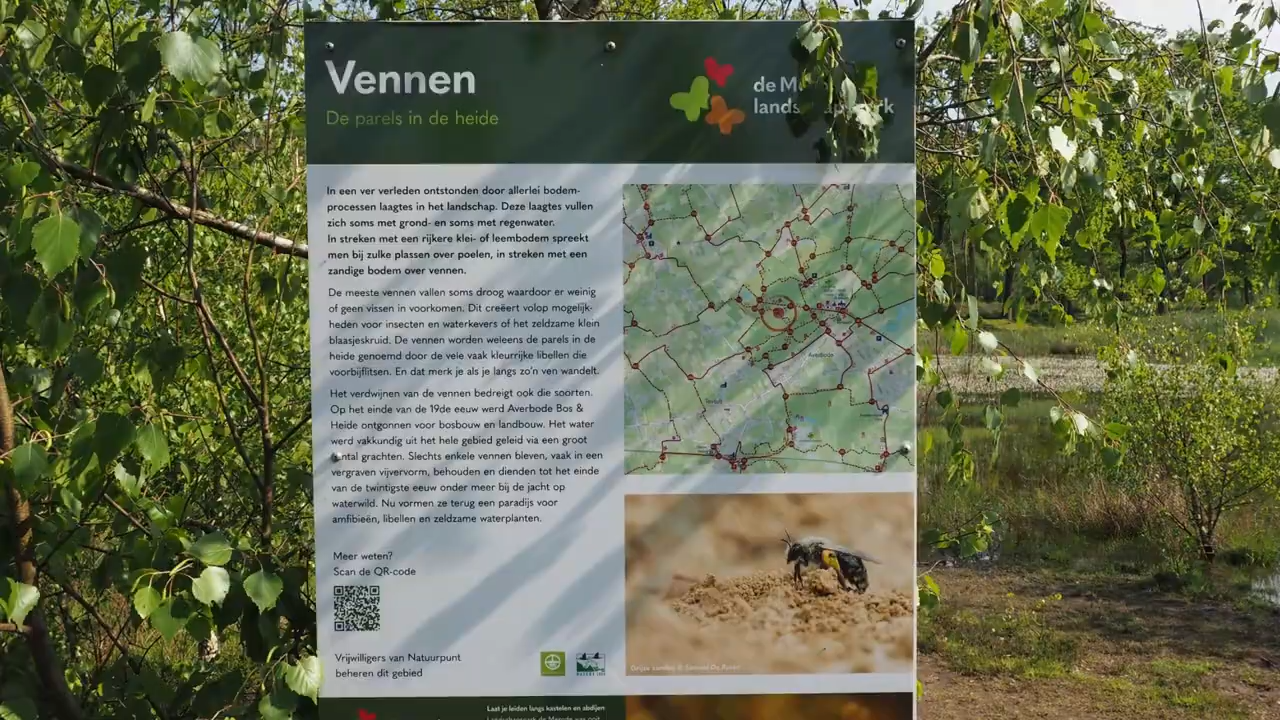 Vennen
De parels in de heide
de M
lands rk
In een ver verleden ontstonden door allerlei bodem-
processen laagtes in het landschap. Deze laagtes vullen
zich soms met grond- en soms met regenwater.
In streken met een rijkere klei- of leembodem spreekt
men bij zulke plassen over poelen, in streken met een
zandige bodem over vennen.
De meeste vennen vallen soms droog waardoor er weinig
of geen vissen in voorkomen. Dit creëert volop mogelijk-
heden voor insecten en waterkevers of het zeldzame klein
blaasjeskruid. De vennen worden weleens de parels in de
heide genoemd door de vele vaak kleurrijke libellen die
voorbijflitsen. En dat merk je als je langs zo'n ven wandelt.
Het verdwijnen van de vennen bedreigt ook die soorten.
Op het einde van de 19de eeuw werd Averbode Bos &
Heide ontgonnen voor bosbouw en landbouw. Het water
werd vakkundig uit het hele gebied geleid via een groot
antal grachten. Slechts enkele vennen bleven, vaak in een
vergraven vijvervorm, behouden en dienden tot het einde
van de twintigste eeuw onder meer bij de jacht op
waterwild. Nu vormen ze terug een paradijs voor
amfibieën, libellen en zeldzame waterplanten.
Meer weten?
Scan de QR-code
Vrijwilligers van Natuurpunt
beheren dit gebied
Averbode
Laat je leiden langs kastelen en abdijen